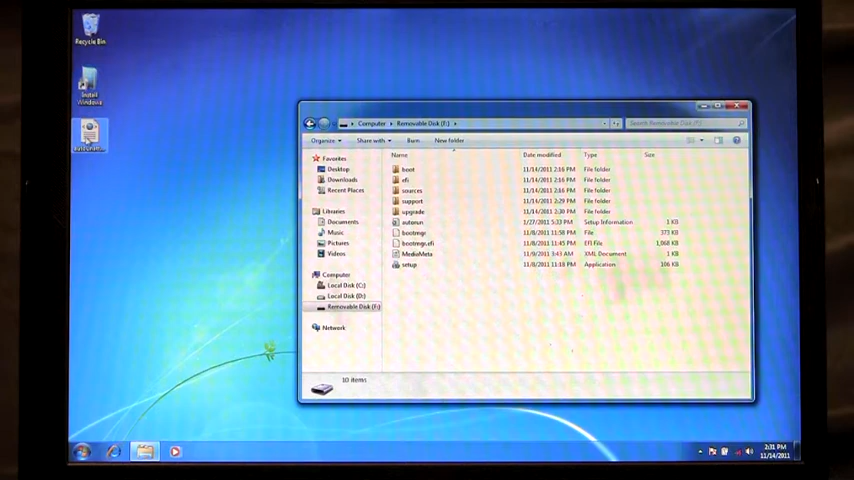 Recycle Bin
Install
Windows
Computer
Removable Disk (F:)
Search Removable Disk (F:)
Organize
Share with
Burn
New folder
Name
Date modified
Type
Size
Favorites
Desktop
Downloads
Recent Places
Libraries
Documents
Music
Pictures
Videos
Computer
Local Disk (C:)
Local Disk (D:)
Removable Disk (F:)
Network
boot 11/14/2011 2:16 PM File folder
efi 11/14/2011 2:16 PM File folder
sources 11/14/2011 2:16 PM File folder
support 11/14/2011 2:29 PM File folder
upgrade 11/14/2011 2:30 PM File folder
autorun 1/27/2011 5:33 PM Setup Information 1 KB
bootmgr 11/8/2011 11:58 PM File 373 KB
bootmgr.efi 11/8/2011 11:45 PM EFI File 1,068 KB
MediaMeta 11/9/2011 3:43 AM XML Document 1 KB
setup 11/8/2011 11:18 PM Application 106 KB
10 items
2:31 PM
11/14/2011